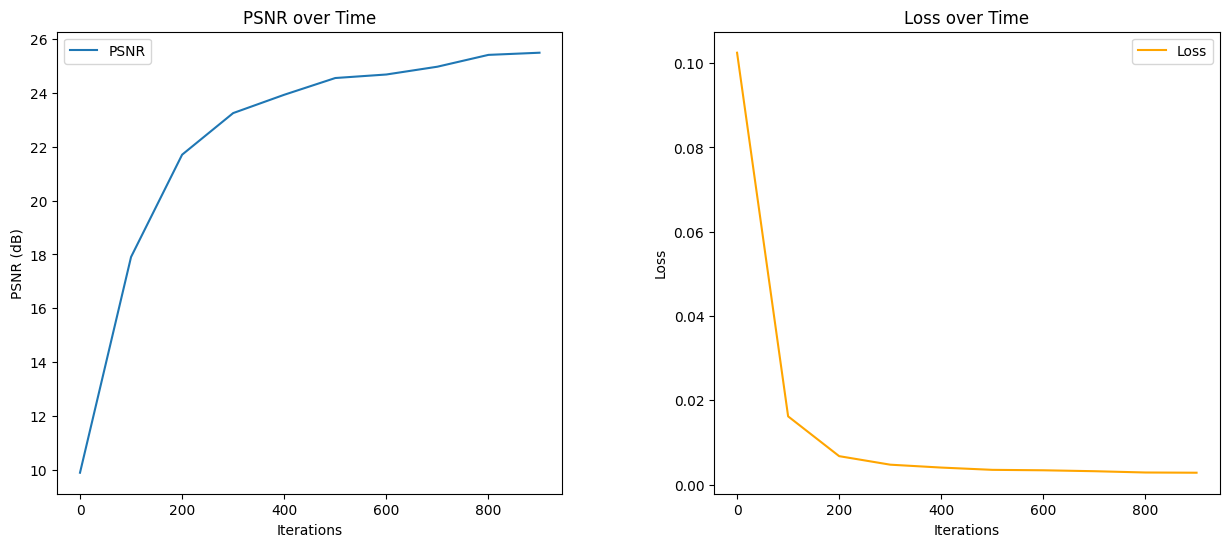 PSNR over Time
PSNR
26
24
22
20
18
16
14
12
10
PSNR (dB)
0 200 400 600 800
Iterations
Loss over Time
Loss
0.10
0.08
0.06
0.04
0.02
0.00
Loss
0 200 400 600 800
Iterations